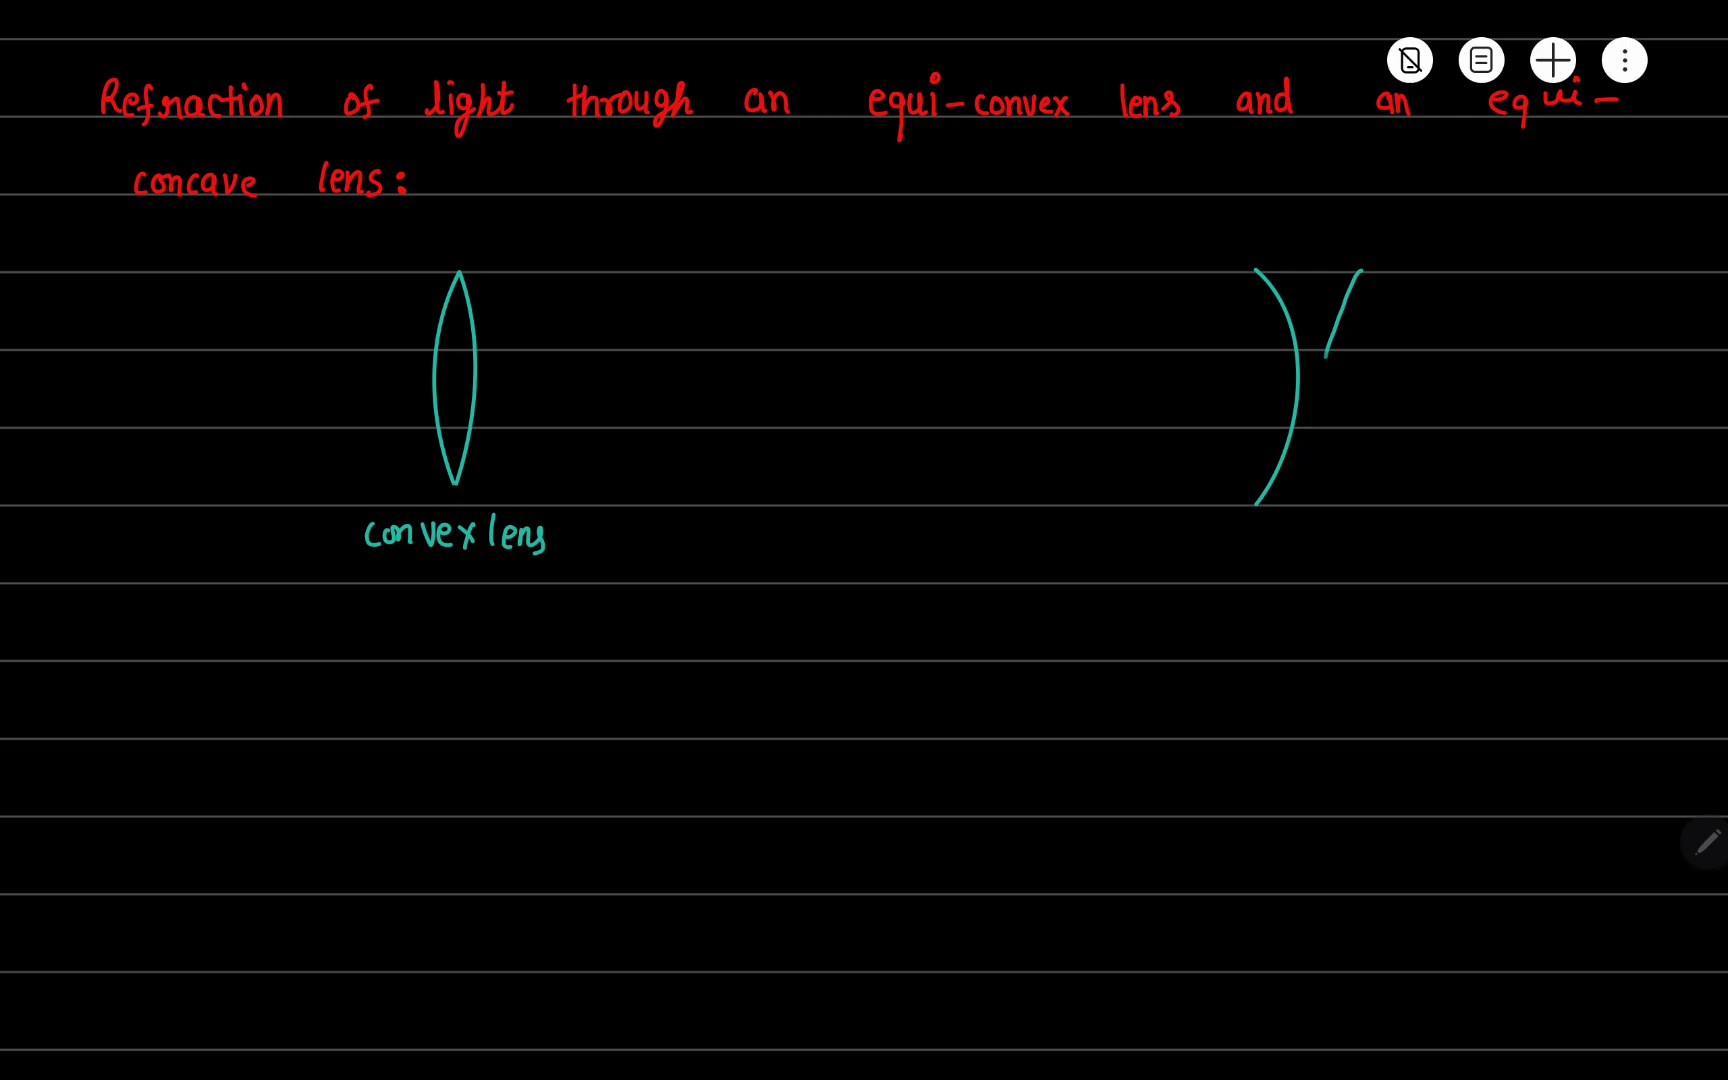 Refraction of light through an equi-convex lens and an equi-
concave lens:
convex lens